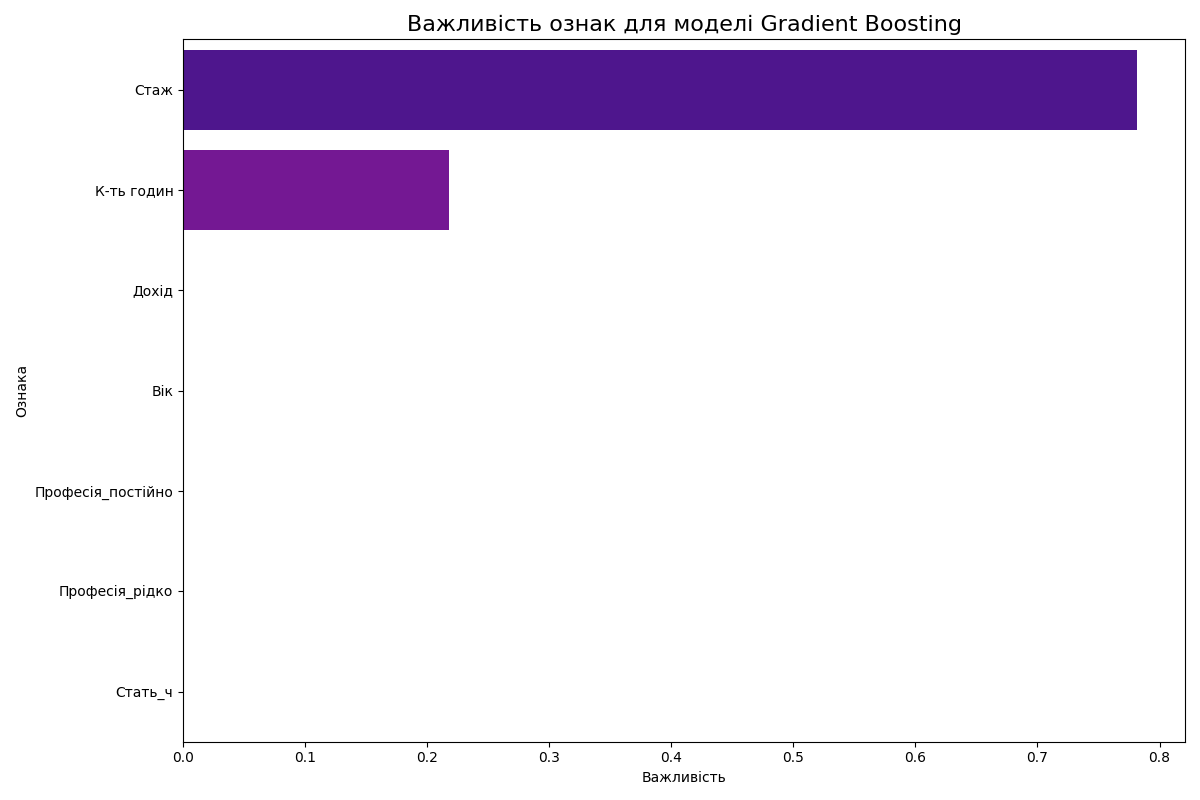 Важливість ознак для моделі Gradient Boosting
Ознака
Стаж
К-ть годин
Дохід
Вік
Професія_постійно
Професія_рідко
Стать_ч
0.0 0.1 0.2 0.3 0.4 0.5 0.6 0.7 0.8
Важливість